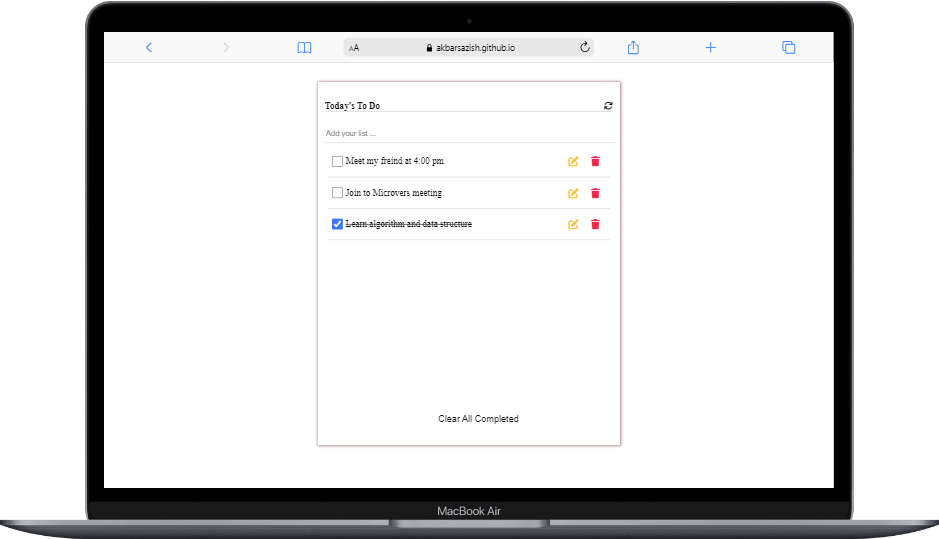 AA akbarsazish.github.io
Today's To Do
Add your list ...
Meet my freind at 4:00 pm
Join to Microvers meeting
Learn algorithm and data structure
Clear All Completed
MacBook Air